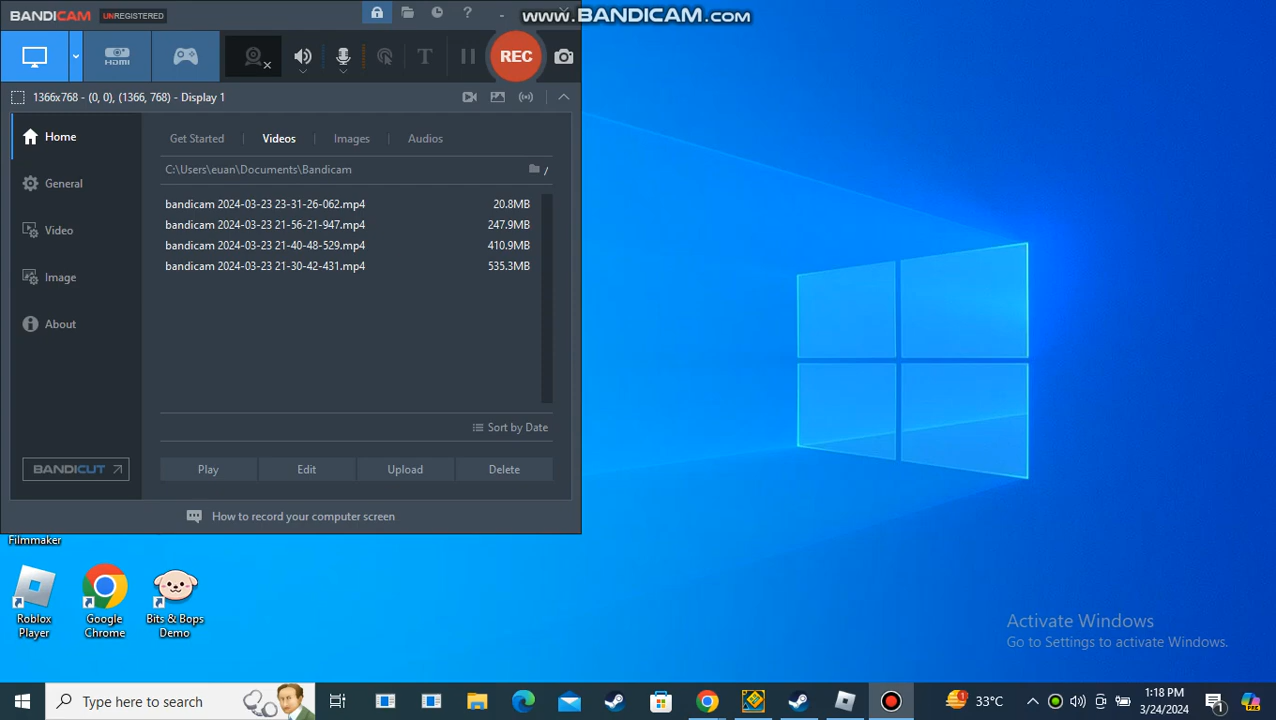 BANDICAM UNREGISTERED
?
www.BANDICAM.com
HDMI
T
REC
1366x768 - (0, 0), (1366, 768) - Display 1
Home
General
Video
Image
About
Get Started
Videos
Images
Audios
C:\Users\euan\Documents\Bandicam
/
bandicam 2024-03-23 23-31-26-062.mp4 20.8MB
bandicam 2024-03-23 21-56-21-947.mp4 247.9MB
bandicam 2024-03-23 21-40-48-529.mp4 410.9MB
bandicam 2024-03-23 21-30-42-431.mp4 535.3MB
Sort by Date
BANDICUT
Play
Edit
Upload
Delete
How to record your computer screen
Filmmaker
Roblox
Player
Google
Chrome
Bits & Bops
Demo
Activate Windows
Go to Settings to activate Windows.
Type here to search
1
33°C
1:18 PM
3/24/2024
1
PRE